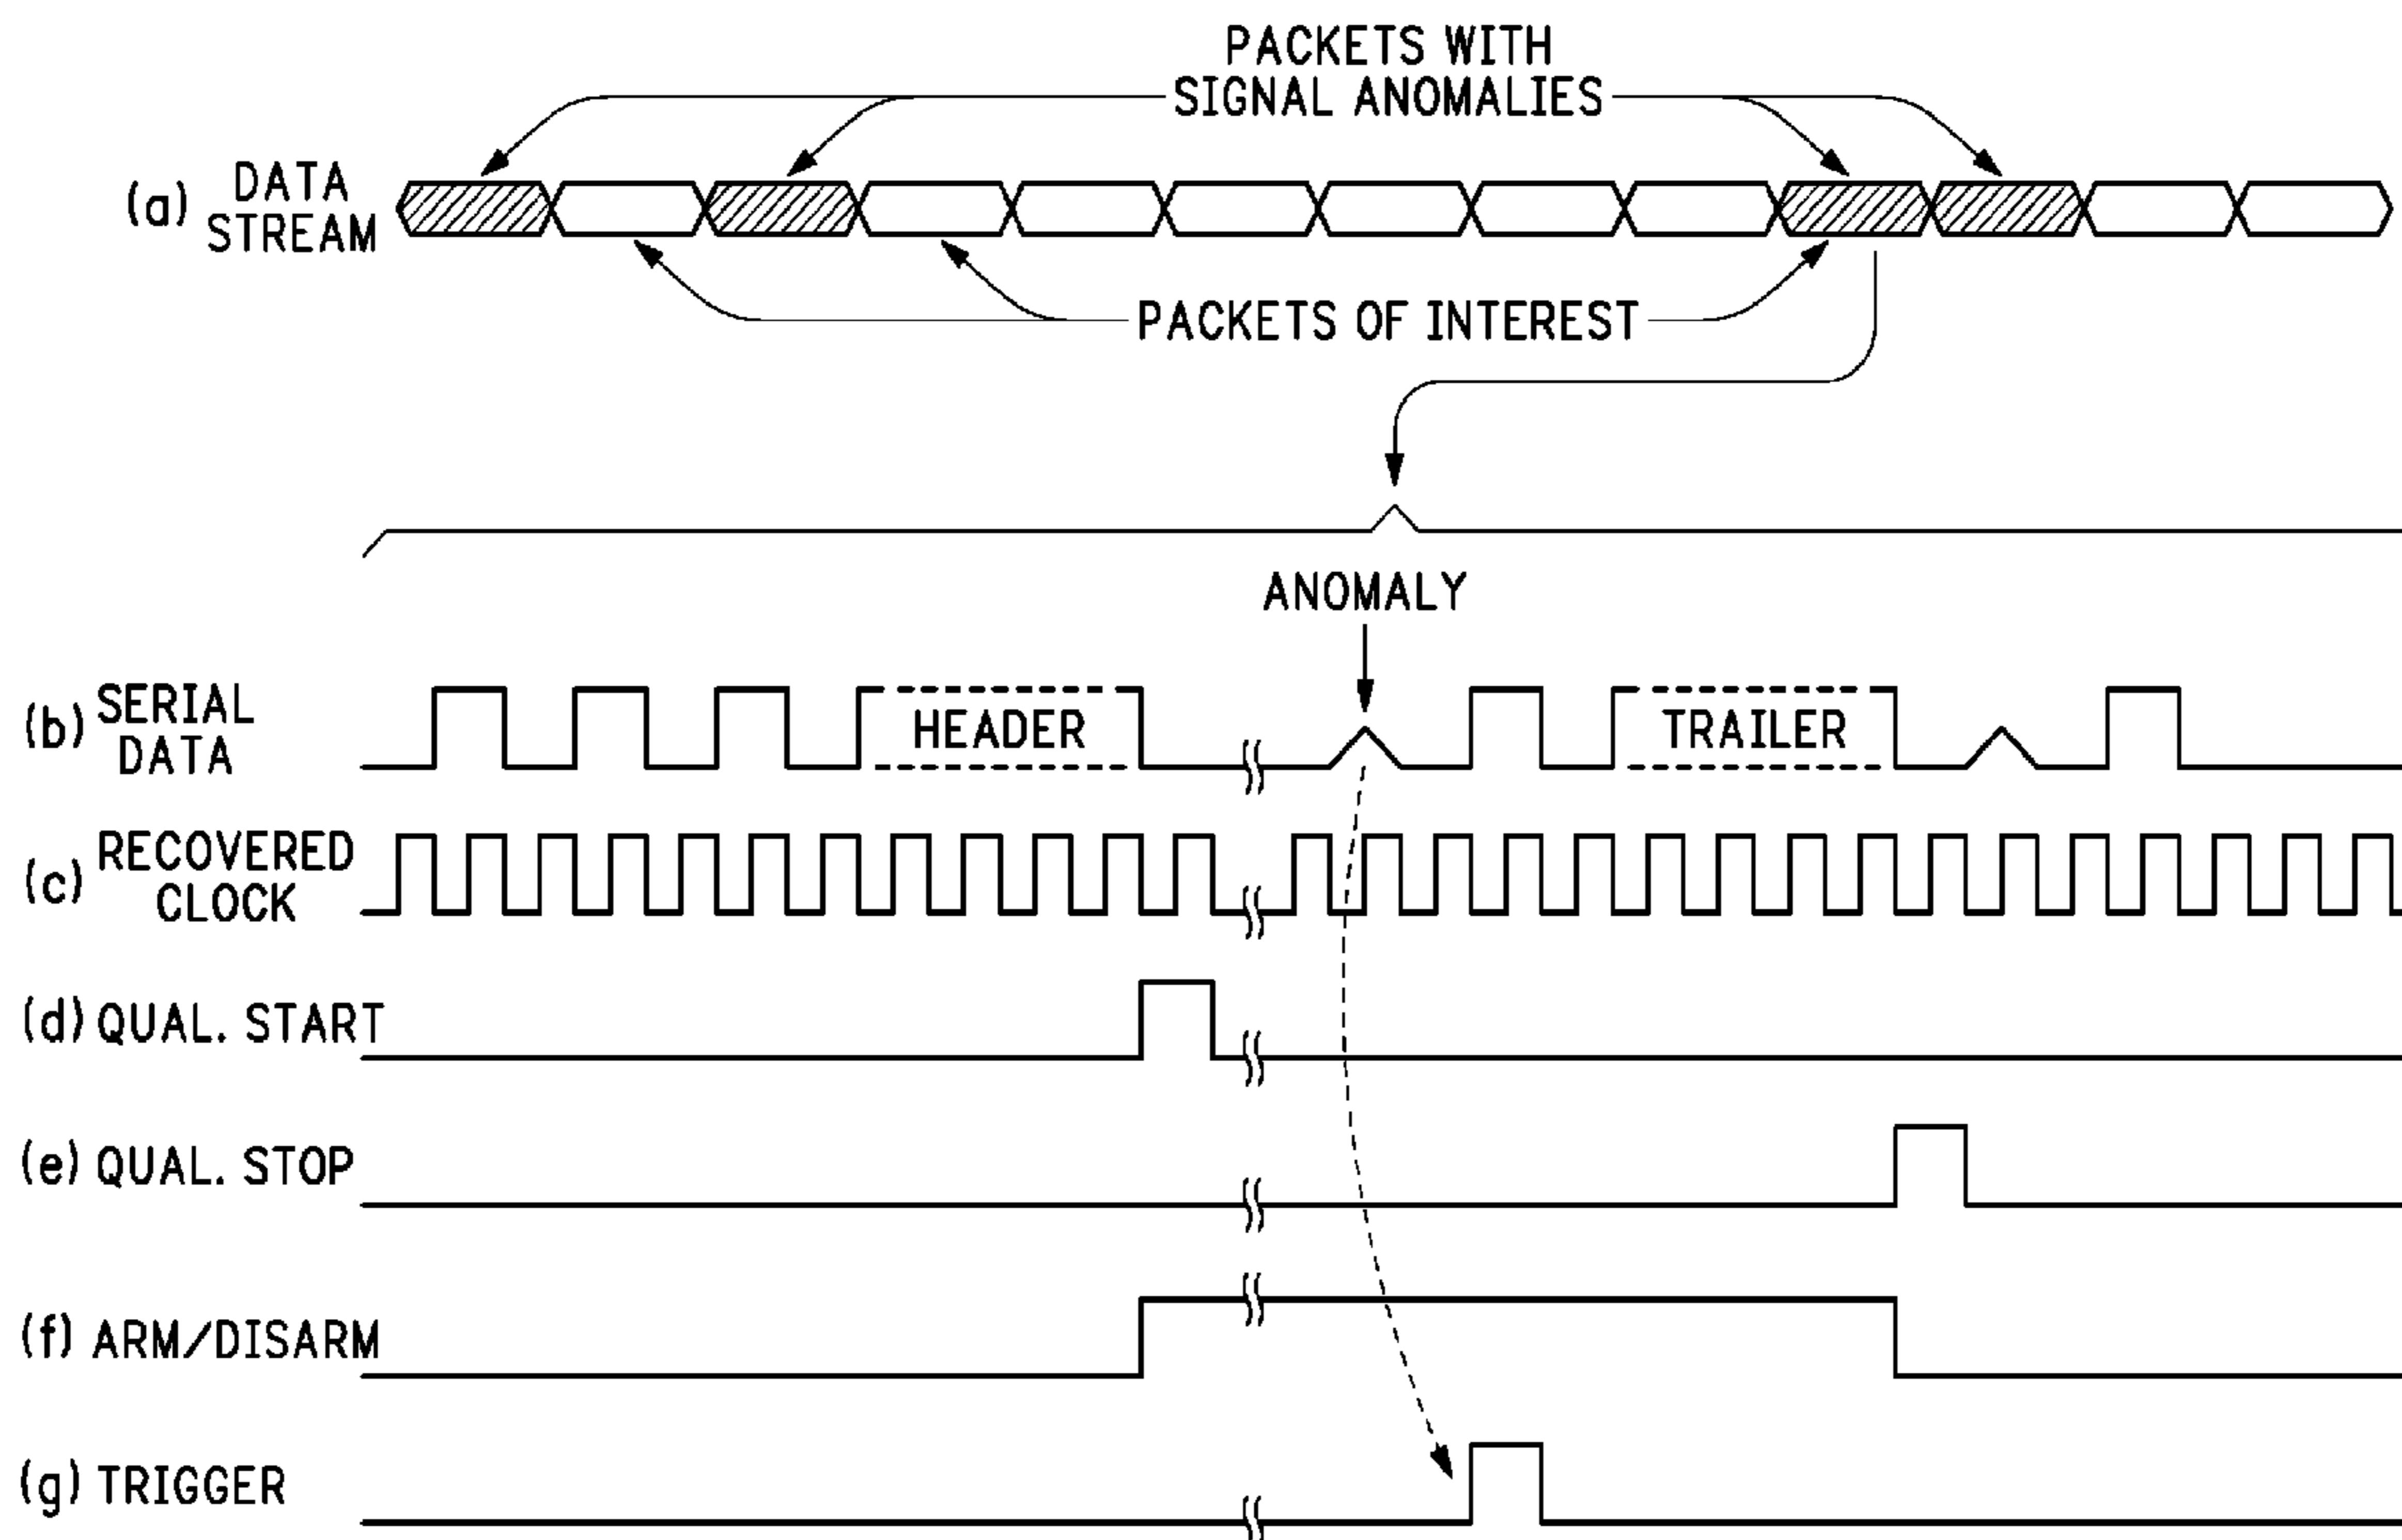 PACKETS WITH
SIGNAL ANOMALIES
(a) DATA
STREAM
PACKETS OF INTEREST
ANOMALY
(b) SERIAL
DATA
HEADER
TRAILER
(c) RECOVERED
CLOCK
(d) QUAL. START
(e) QUAL. STOP
(f) ARM/DISARM
(g) TRIGGER